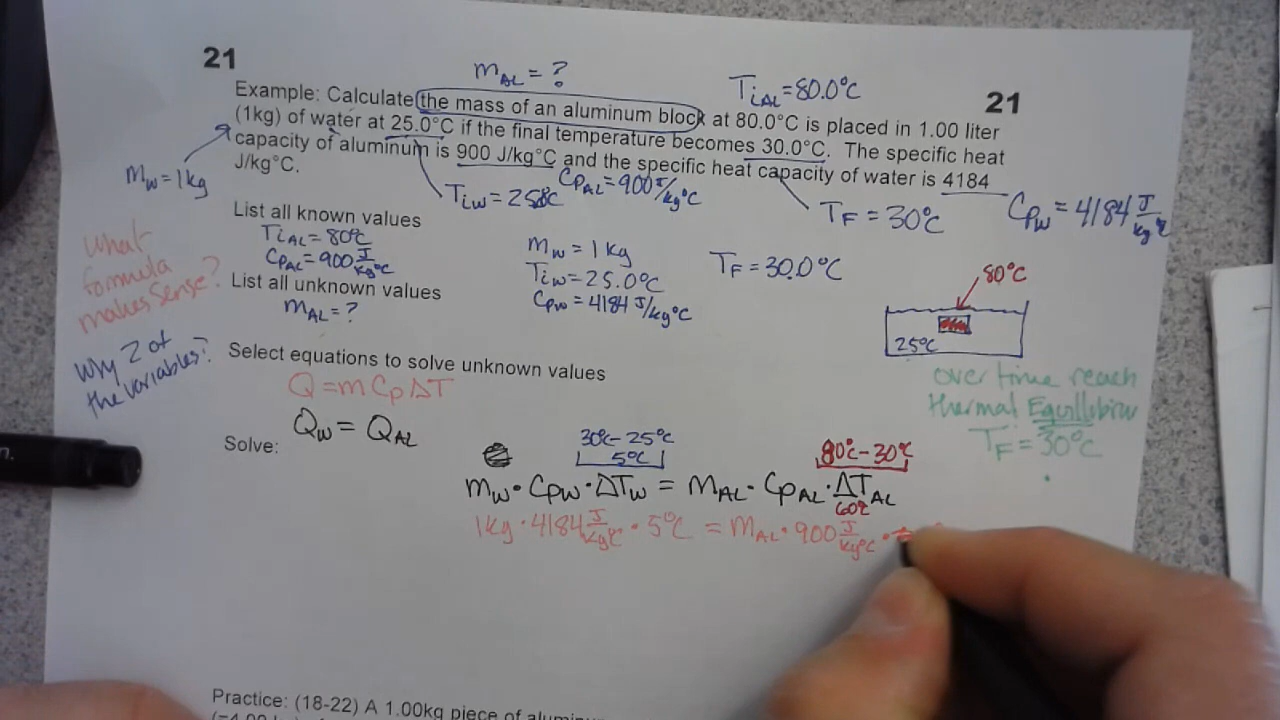 21
m_AL = ?
T_iAL = 80.0°C
21
Example: Calculate the mass of an aluminum block at 80.0°C is placed in 1.00 liter
(1kg) of water at 25.0°C if the final temperature becomes 30.0°C. The specific heat
capacity of aluminum is 900 J/kg°C and the specific heat capacity of water is 4184
J/kg°C.
m_W = 1kg
T_iW = 25°C
Cp_AL = 900 J/kg°C
T_F = 30°C
Cp_W = 4184 J/kg°C
List all known values
T_iAL = 80°C
Cp_AL = 900 J/kg°C
m_W = 1kg
T_iW = 25.0°C
Cp_W = 4184 J/kg°C
T_F = 30.0°C
What
formula
makes sense?
List all unknown values
m_AL = ?
80°C
25°C
Why 2 of
the variables?
Select equations to solve unknown values
Q = mCpΔT
Q_W = Q_AL
over time reach
thermal Equilibrium
T_F = 30°C
Solve:
30°C - 25°C
5°C
80°C - 30°C
m_W · Cp_W · ΔT_W = m_AL · Cp_AL · ΔT_AL
1kg · 4184 J/kg°C · 5°C = m_AL · 900 J/kg°C ·
n.
Practice: (18-22) A 1.00kg piece of